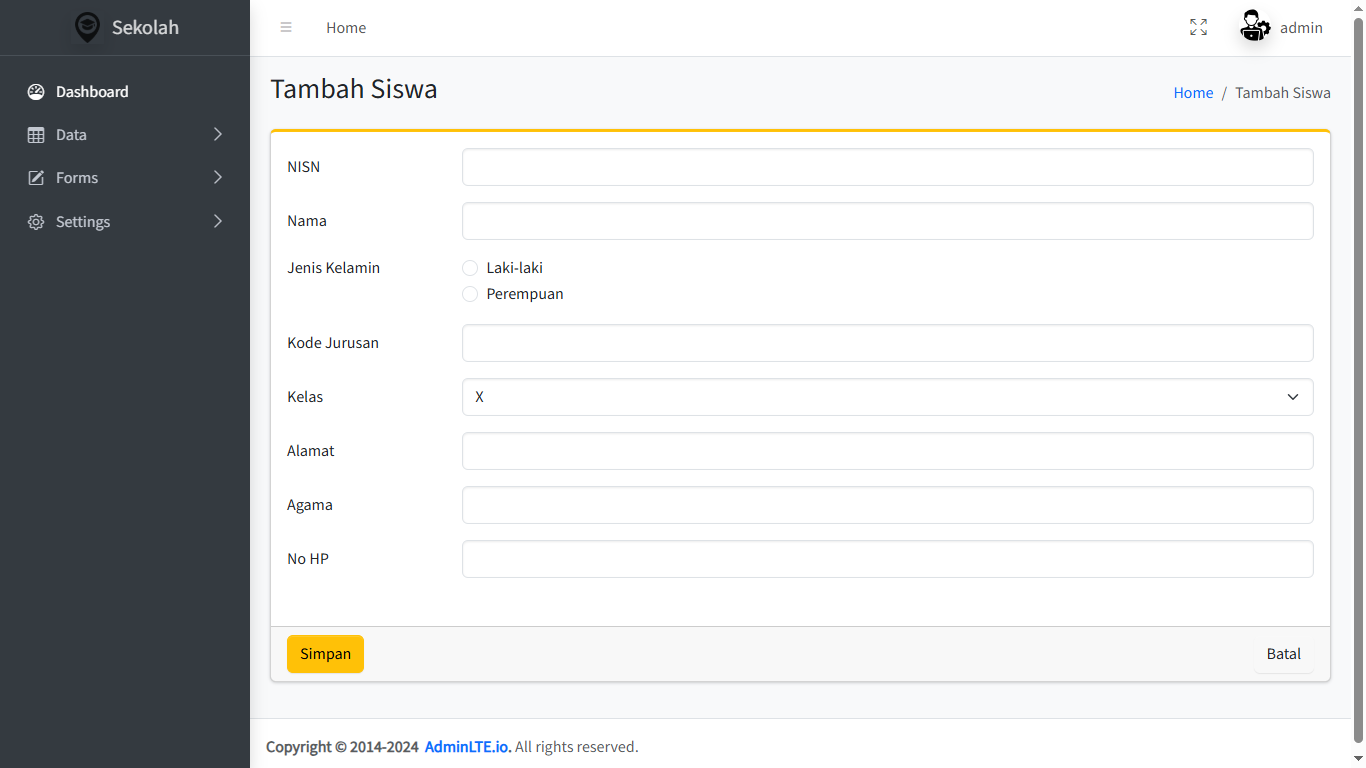 Sekolah
Home
admin
Dashboard
Data
Forms
Settings
Tambah Siswa
Home / Tambah Siswa
NISN
Nama
Jenis Kelamin
Laki-laki
Perempuan
Kode Jurusan
Kelas
X
Alamat
Agama
No HP
Simpan
Batal
Copyright © 2014-2024 AdminLTE.io. All rights reserved.